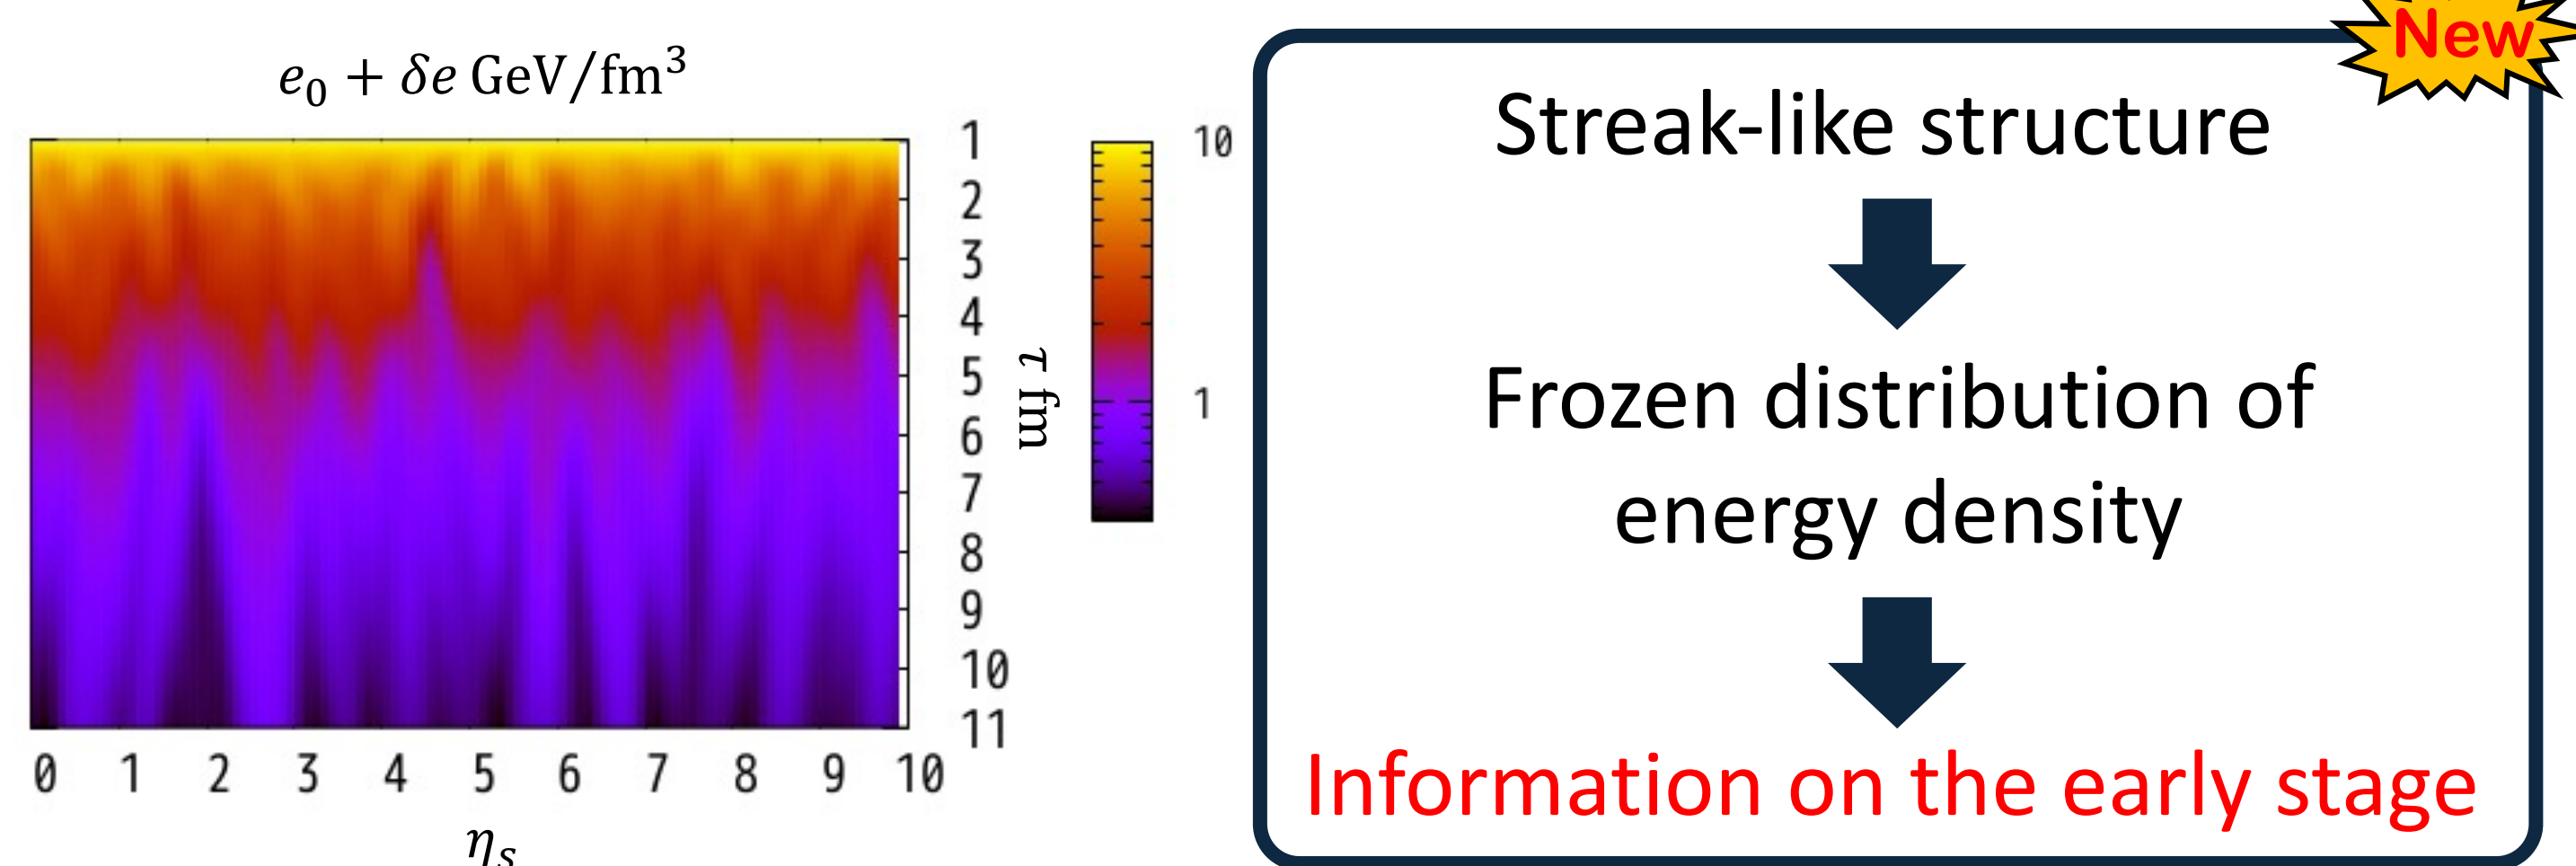 e₀ + δe GeV/fm³
1
2
3
4
5
6
7
8
9
10
11
τ fm
10
1
0 1 2 3 4 5 6 7 8 9 10
ηₛ
New
Streak-like structure
Frozen distribution of
energy density
Information on the early stage